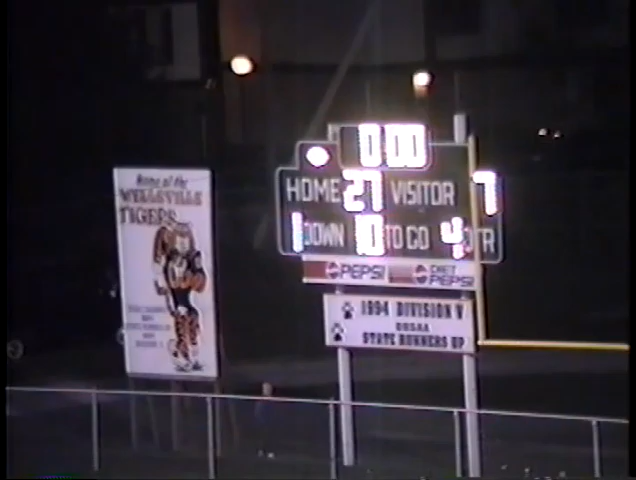 Home of the
WELLSVILLE
TIGERS
0 00
HOME 27 VISITOR 7
1 DOWN 10 TO GO 4 QTR
PEPSI DIET PEPSI
1994 DIVISION V
OHSAA
STATE RUNNERS UP